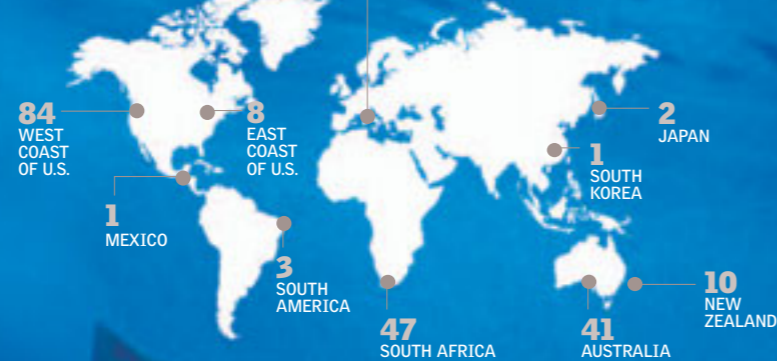 84
WEST
COAST
OF U.S.
8
EAST
COAST
OF U.S.
2
JAPAN
1
SOUTH
KOREA
1
MEXICO
3
SOUTH
AMERICA
47
SOUTH AFRICA
41
AUSTRALIA
10
NEW
ZEALAND